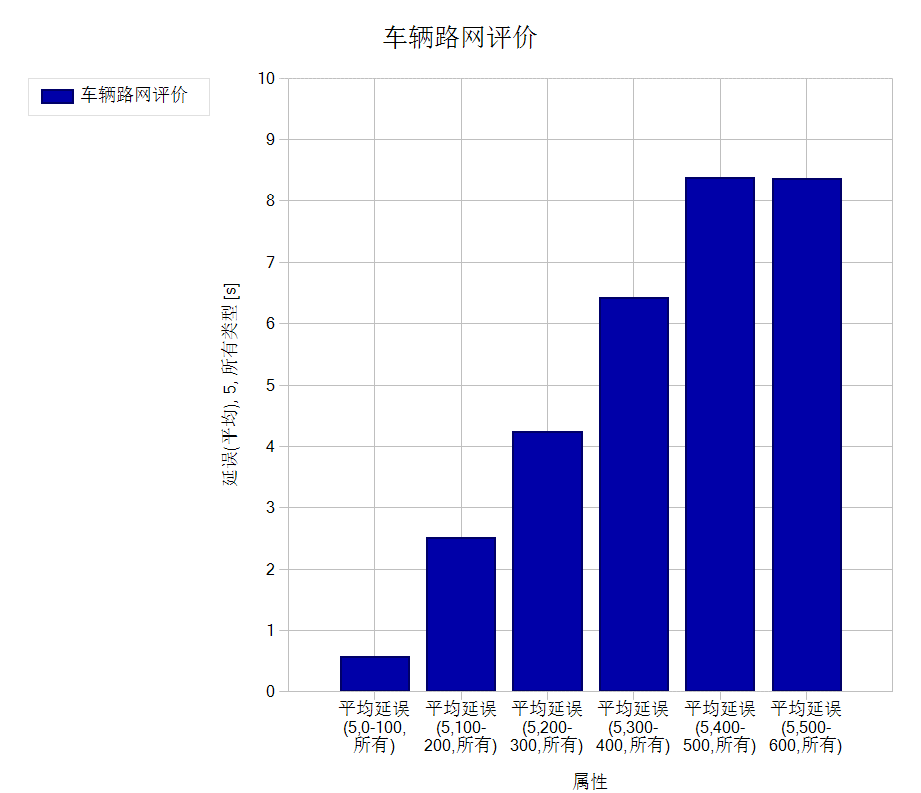 车辆路网评价
车辆路网评价
延误(平均), 5, 所有类型 [s]
10
9
8
7
6
5
4
3
2
1
0
平均延误
(5,0-100,
所有)
平均延误
(5,100-
200,所有)
平均延误
(5,200-
300,所有)
平均延误
(5,300-
400,所有)
平均延误
(5,400-
500,所有)
平均延误
(5,500-
600,所有)
属性